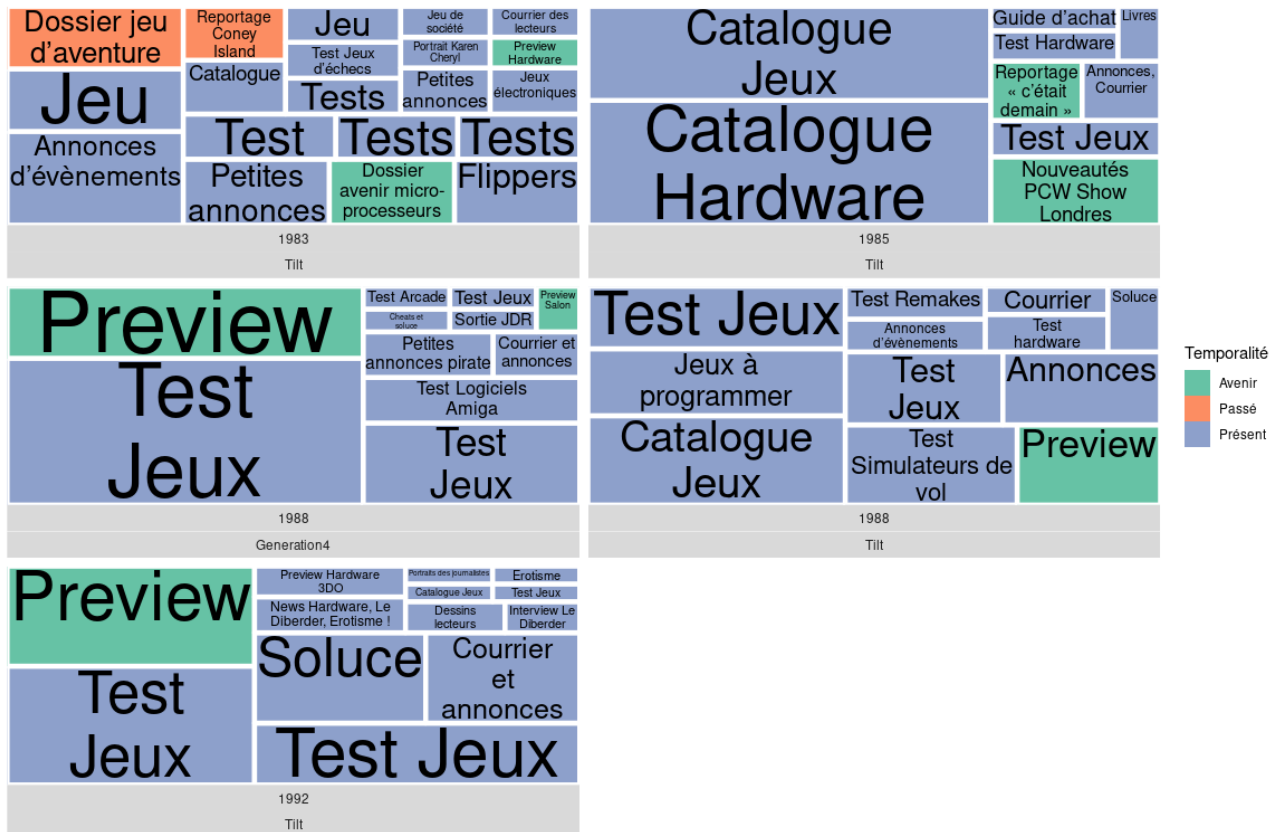 Dossier jeu
d'aventure
Jeu
Annonces
d'évènements
Reportage
Coney
Island
Catalogue
Jeu
Test Jeux
d'échecs
Tests
Jeu de
société
Portrait Karen
Cheryl
Petites
annonces
Courrier des
lecteurs
Preview
Hardware
Jeux
électroniques
Test
Tests
Tests
Petites
annonces
Dossier
avenir micro-
processeurs
Flippers
1983
Tilt
Catalogue
Jeux
Catalogue
Hardware
Guide d'achat
Livres
Test Hardware
Reportage
« c'était
demain »
Annonces,
Courrier
Test Jeux
Nouveautés
PCW Show
Londres
1985
Tilt
Preview
Test
Jeux
Test Arcade
Test Jeux
Preview
Salon
Cheats et
soluce
Sortie JDR
Petites
annonces pirate
Courrier et
annonces
Test Logiciels
Amiga
Test
Jeux
1988
Generation4
Test Jeux
Jeux à
programmer
Catalogue
Jeux
Test Remakes
Courrier
Soluce
Annonces
d'évènements
Test
hardware
Test
Jeux
Annonces
Test
Simulateurs de
vol
Preview
1988
Tilt
Temporalité
Avenir
Passé
Présent
Preview
Test
Jeux
Preview Hardware
3DO
Portraits des journalistes
Erotisme
Catalogue Jeux
Test Jeux
News Hardware, Le
Diberder, Erotisme !
Dessins
lecteurs
Interview Le
Diberder
Soluce
Courrier
et
annonces
Test Jeux
1992
Tilt